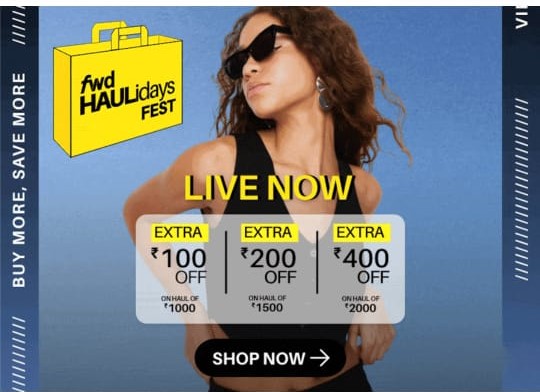 BUY MORE, SAVE MORE
fwd
HAULidays
FEST
LIVE NOW
EXTRA
₹100
OFF
ON HAUL OF
₹1000
EXTRA
₹200
OFF
ON HAUL OF
₹1500
EXTRA
₹400
OFF
ON HAUL OF
₹2000
SHOP NOW →